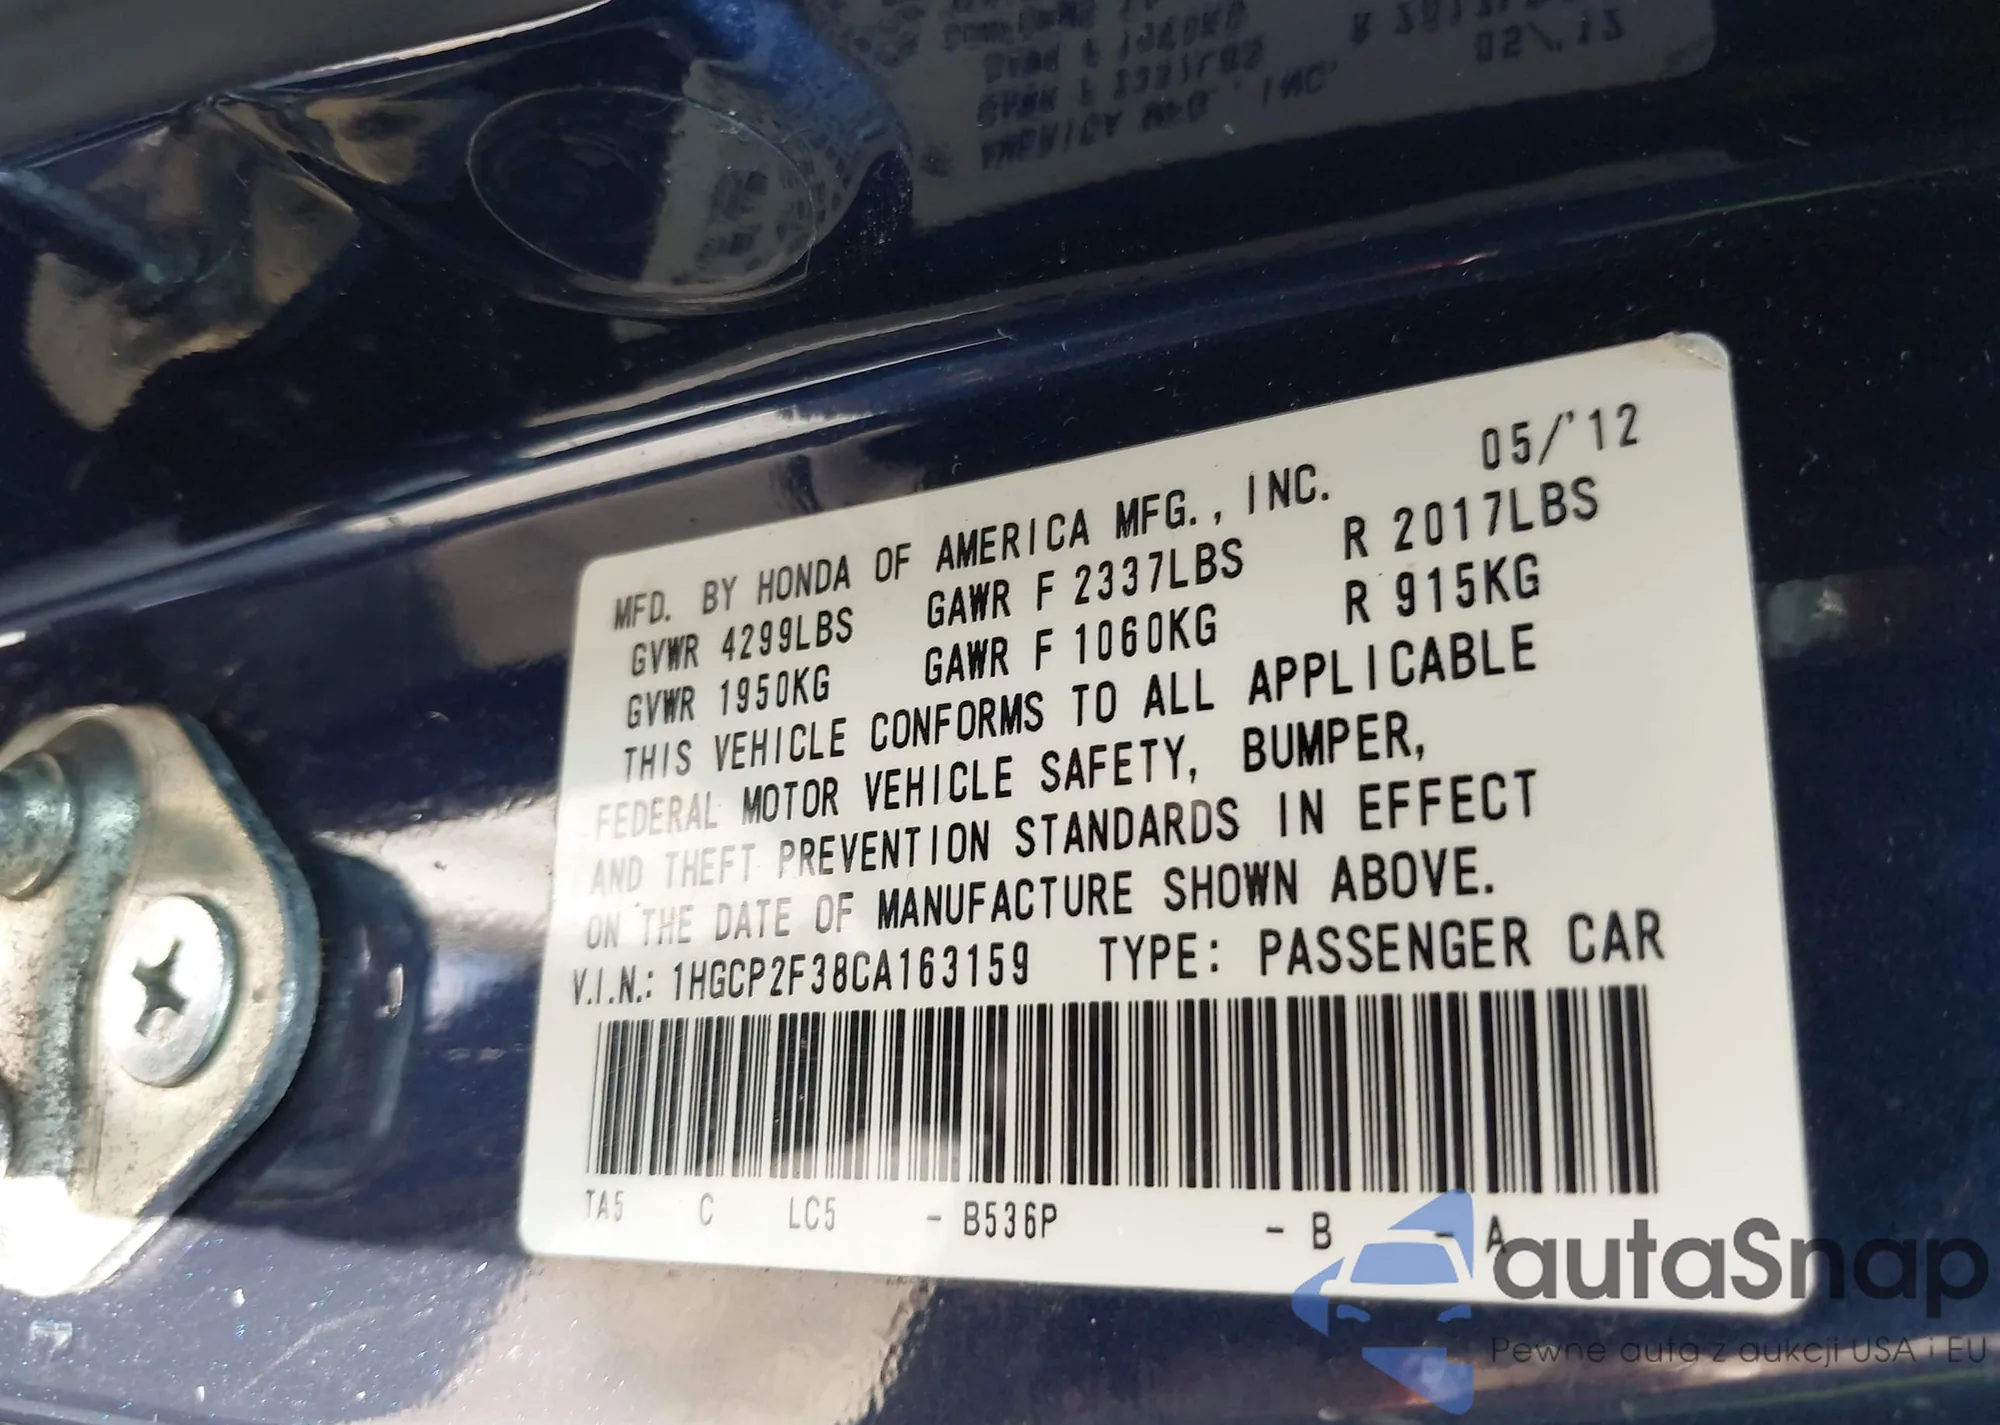 MFD. BY HONDA OF AMERICA MFG., INC. 05/'12
GVWR 4299LBS GAWR F 2337LBS R 2017LBS
GVWR 1950KG GAWR F 1060KG R 915KG
THIS VEHICLE CONFORMS TO ALL APPLICABLE
FEDERAL MOTOR VEHICLE SAFETY, BUMPER,
AND THEFT PREVENTION STANDARDS IN EFFECT
ON THE DATE OF MANUFACTURE SHOWN ABOVE.
V.I.N.: 1HGCP2F38CA163159 TYPE: PASSENGER CAR
TA5 C LC5 - B536P - B - A
autaSnap
Pewne auta z aukcji USA i EU